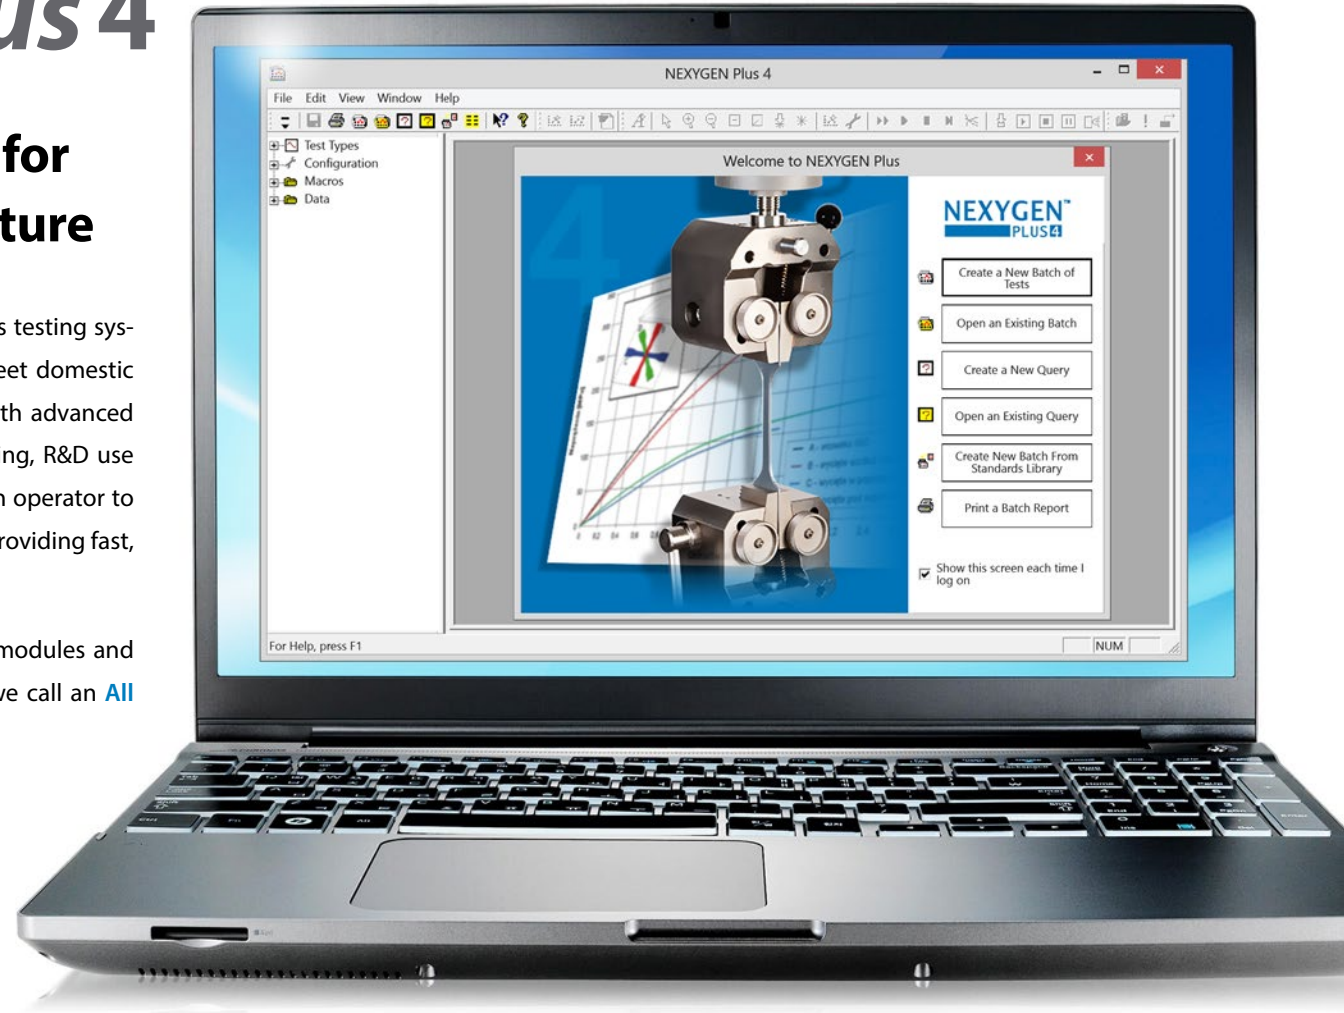 us 4
for
ture
s testing sys-
eet domestic
th advanced
ing, R&D use
n operator to
roviding fast,
modules and
we call an All
NEXYGEN Plus 4
File Edit View Window Help
Test Types
Configuration
Macros
Data
Welcome to NEXYGEN Plus
4
NEXYGEN™
PLUS4
Create a New Batch of
Tests
Open an Existing Batch
Create a New Query
Open an Existing Query
Create New Batch From
Standards Library
Print a Batch Report
Show this screen each time I
log on
For Help, press F1
NUM